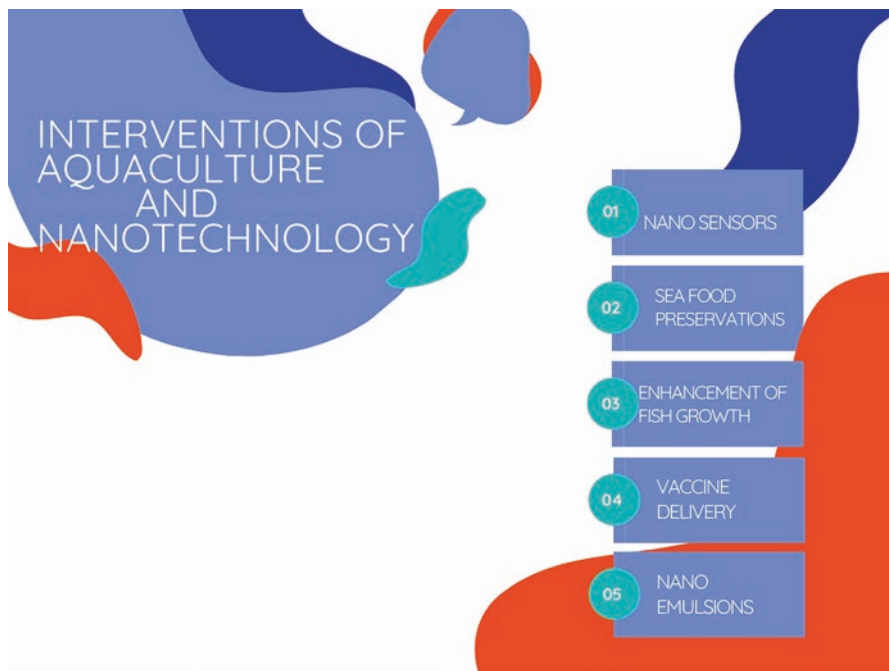 INTERVENTIONS OF
AQUACULTURE
AND
NANOTECHNOLOGY
01
NANO SENSORS
02
SEA FOOD
PRESERVATIONS
03
ENHANCEMENT OF
FISH GROWTH
04
VACCINE
DELIVERY
05
NANO
EMULSIONS